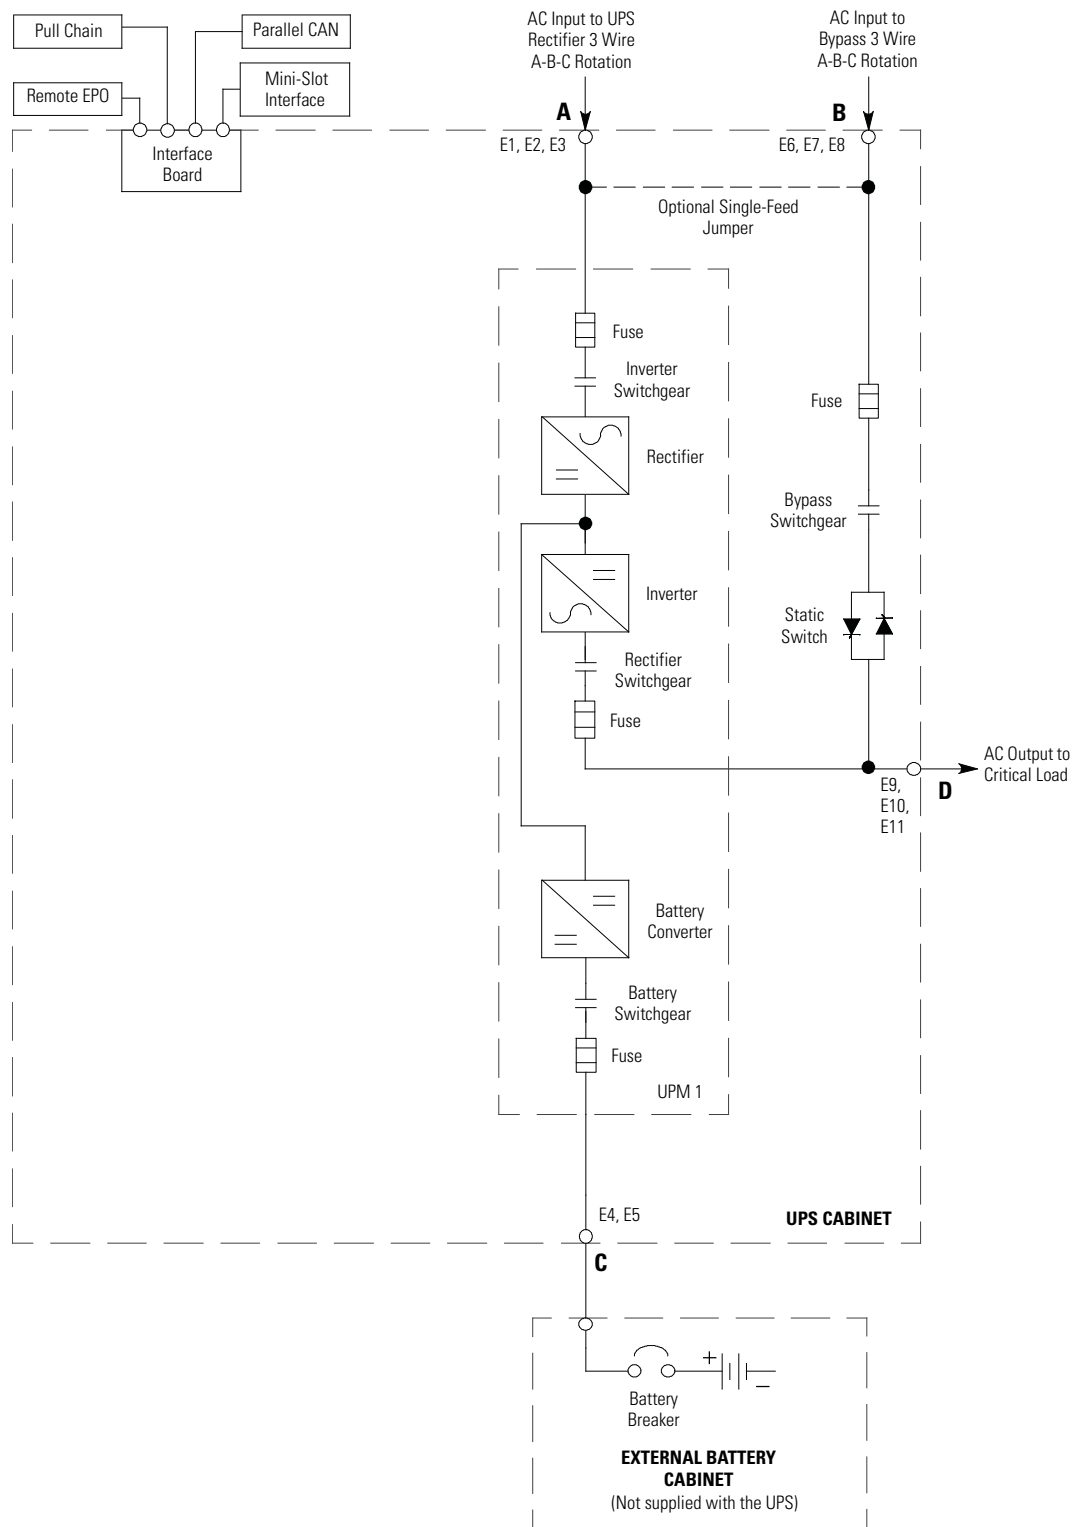 Pull Chain
Parallel CAN
Remote EPO
Mini-Slot
Interface
Interface
Board
AC Input to UPS
Rectifier 3 Wire
A-B-C Rotation
AC Input to
Bypass 3 Wire
A-B-C Rotation
A
B
E1, E2, E3
E6, E7, E8
Optional Single-Feed
Jumper
Fuse
Inverter
Switchgear
Rectifier
Fuse
Bypass
Switchgear
Inverter
Static
Switch
Rectifier
Switchgear
Fuse
AC Output to
Critical Load
D
E9,
E10,
E11
Battery
Converter
Battery
Switchgear
Fuse
UPM 1
E4, E5
UPS CABINET
C
+
–
Battery
Breaker
EXTERNAL BATTERY
CABINET
(Not supplied with the UPS)